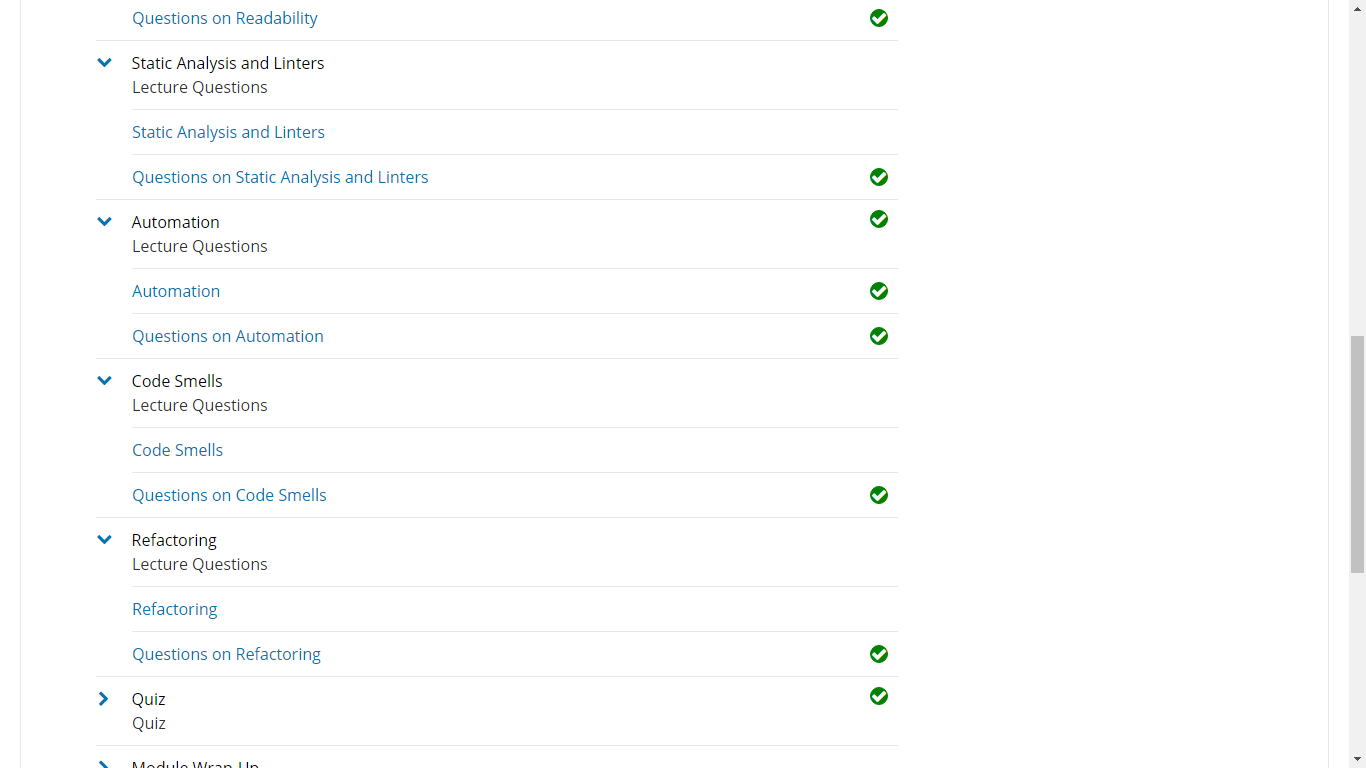 Questions on Readability
Static Analysis and Linters
Lecture Questions
Static Analysis and Linters
Questions on Static Analysis and Linters
Automation
Lecture Questions
Automation
Questions on Automation
Code Smells
Lecture Questions
Code Smells
Questions on Code Smells
Refactoring
Lecture Questions
Refactoring
Questions on Refactoring
Quiz
Quiz
Module Wrap-Up